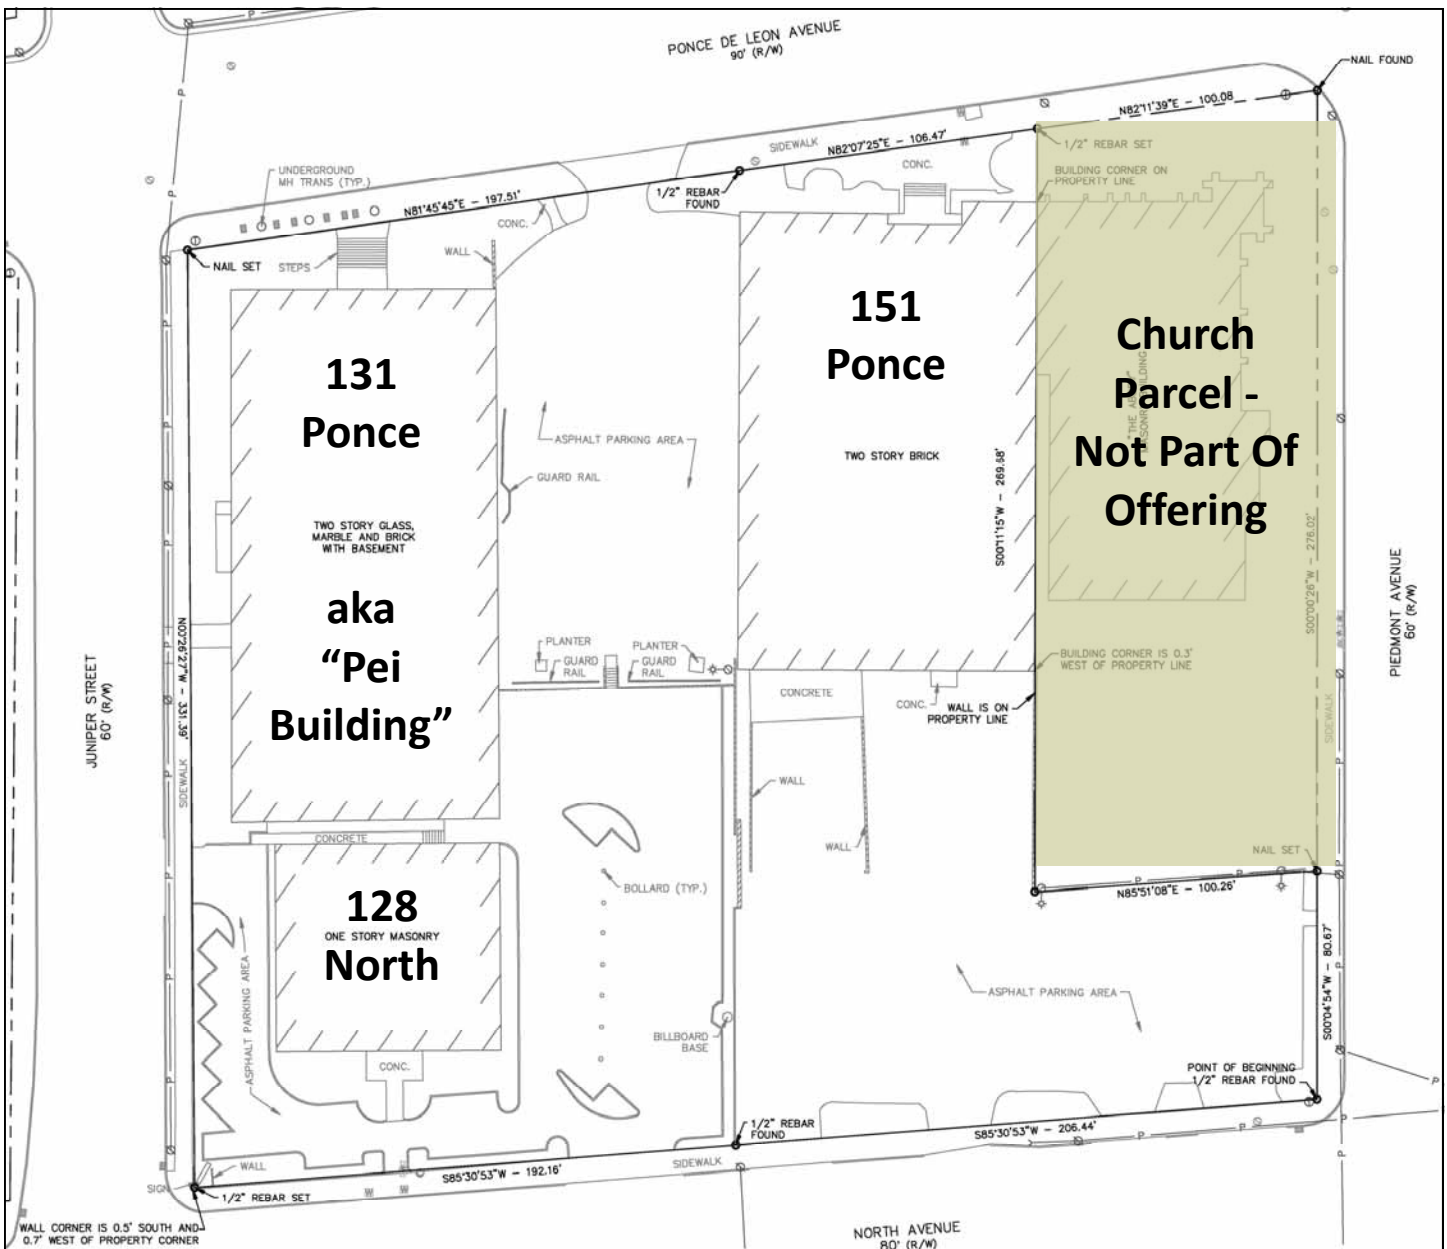 PONCE DE LEON AVENUE
90' (R/W)
NAIL FOUND
N82°11'39"E - 100.08
SIDEWALK
N82°07'25"E - 106.47'
CONC.
1/2" REBAR SET
BUILDING CORNER ON
PROPERTY LINE
UNDERGROUND
MH TRANS (TYP.)
N81°45'45"E - 197.51'
1/2" REBAR
FOUND
CONC.
WALL
NAIL SET
STEPS
131
Ponce
151
Ponce
Church
Parcel -
Not Part Of
Offering
MASONRY BUILDING
ASPHALT PARKING AREA
GUARD RAIL
TWO STORY BRICK
S00°11'15"W - 269.68'
S00°00'26"W - 276.02'
TWO STORY GLASS,
MARBLE AND BRICK
WITH BASEMENT
aka
“Pei
Building”
N00°26'27"W - 331.39'
JUNIPER STREET
60' (R/W)
PIEDMONT AVENUE
60' (R/W)
PLANTER
GUARD
RAIL
PLANTER
GUARD
RAIL
BUILDING CORNER IS 0.3'
WEST OF PROPERTY LINE
CONCRETE
CONC.
WALL IS ON
PROPERTY LINE
SIDEWALK
SIDEWALK
WALL
WALL
CONCRETE
NAIL SET
BOLLARD (TYP.)
N85°51'08"E - 100.26'
128
ONE STORY MASONRY
North
ASPHALT PARKING AREA
ASPHALT PARKING AREA
S00°04'54"W - 80.67'
BILLBOARD
BASE
CONC.
POINT OF BEGINNING
1/2" REBAR FOUND
1/2" REBAR
FOUND
S85°30'53"W - 206.44'
SIDEWALK
S85°30'53"W - 192.16'
WALL
SIGN
1/2" REBAR SET
WALL CORNER IS 0.5' SOUTH AND
0.7' WEST OF PROPERTY CORNER
NORTH AVENUE
80' (R/W)